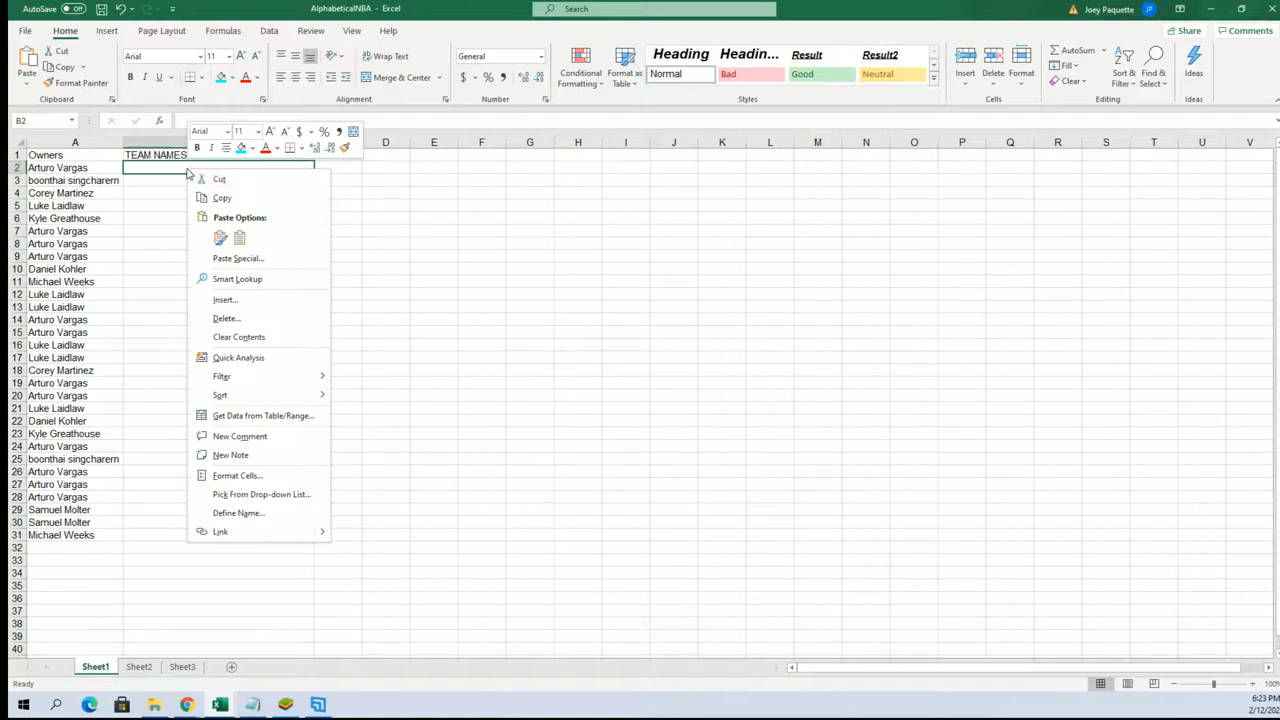 AutoSave Off AlphabeticalNBA - Excel Search Joey Paquette JP
File Home Insert Page Layout Formulas Data Review View Help Share Comments
Paste Cut Copy Format Painter Clipboard
Arial 11 B I U Font
Wrap Text Merge & Center Alignment
General $ % Number
Conditional Formatting Format as Table
Heading Headin... Result Result2
Normal Bad Good Neutral
Styles
Insert Delete Format Cells
AutoSum Fill Clear Sort & Filter Find & Select Editing
Ideas Ideas
B2 fx
Arial 11 $ %
B I
A D E F G H I J K L M N O P Q R S T U V
1 Owners TEAM NAMES
2 Arturo Vargas
3 boonthai singcharern
4 Corey Martinez
5 Luke Laidlaw
6 Kyle Greathouse
7 Arturo Vargas
8 Arturo Vargas
9 Arturo Vargas
10 Daniel Kohler
11 Michael Weeks
12 Luke Laidlaw
13 Luke Laidlaw
14 Arturo Vargas
15 Arturo Vargas
16 Luke Laidlaw
17 Luke Laidlaw
18 Corey Martinez
19 Arturo Vargas
20 Arturo Vargas
21 Luke Laidlaw
22 Daniel Kohler
23 Kyle Greathouse
24 Arturo Vargas
25 boonthai singcharern
26 Arturo Vargas
27 Arturo Vargas
28 Arturo Vargas
29 Samuel Molter
30 Samuel Molter
31 Michael Weeks
32
33
34
35
36
37
38
39
40
Cut
Copy
Paste Options:
Paste Special...
Smart Lookup
Insert...
Delete...
Clear Contents
Quick Analysis
Filter
Sort
Get Data from Table/Range...
New Comment
New Note
Format Cells...
Pick From Drop-down List...
Define Name...
Link
Sheet1 Sheet2 Sheet3
Ready 100%
6:23 PM
2/12/202